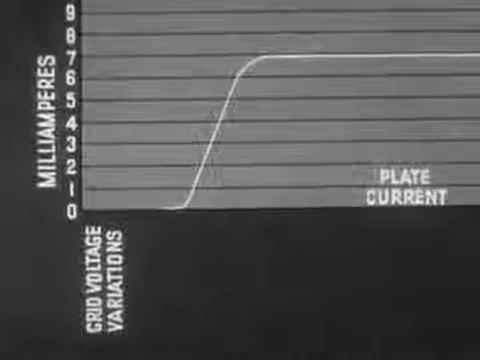 9
8
7
6
5
4
3
2
1
0
MILLIAMPERES
PLATE
CURRENT
GRID VOLTAGE
VARIATIONS